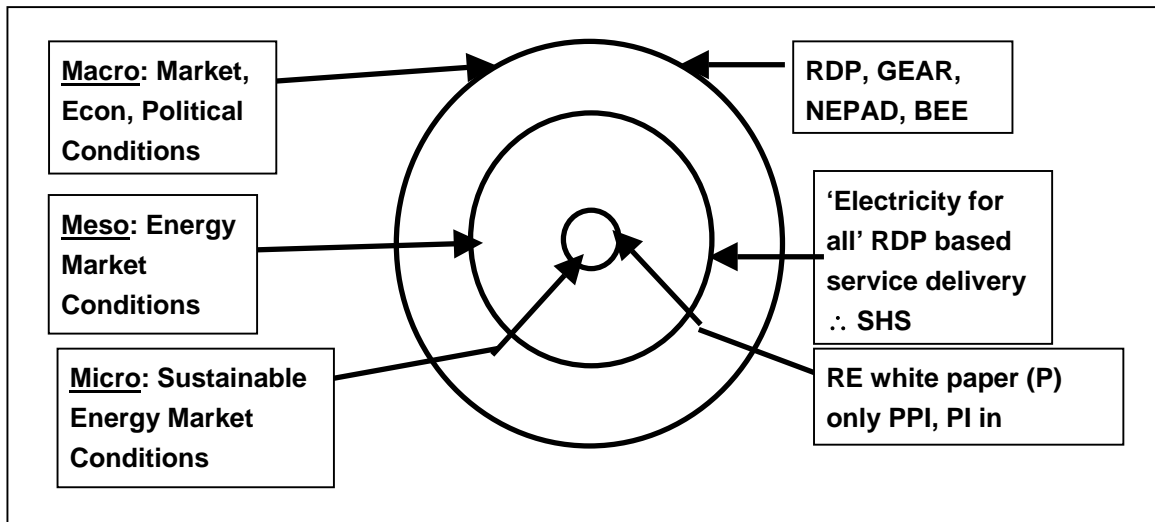 Macro: Market,
Econ, Political
Conditions
RDP, GEAR,
NEPAD, BEE
Meso: Energy
Market
Conditions
‘Electricity for
all’ RDP based
service delivery
∴ SHS
Micro: Sustainable
Energy Market
Conditions
RE white paper (P)
only PPI, PI in